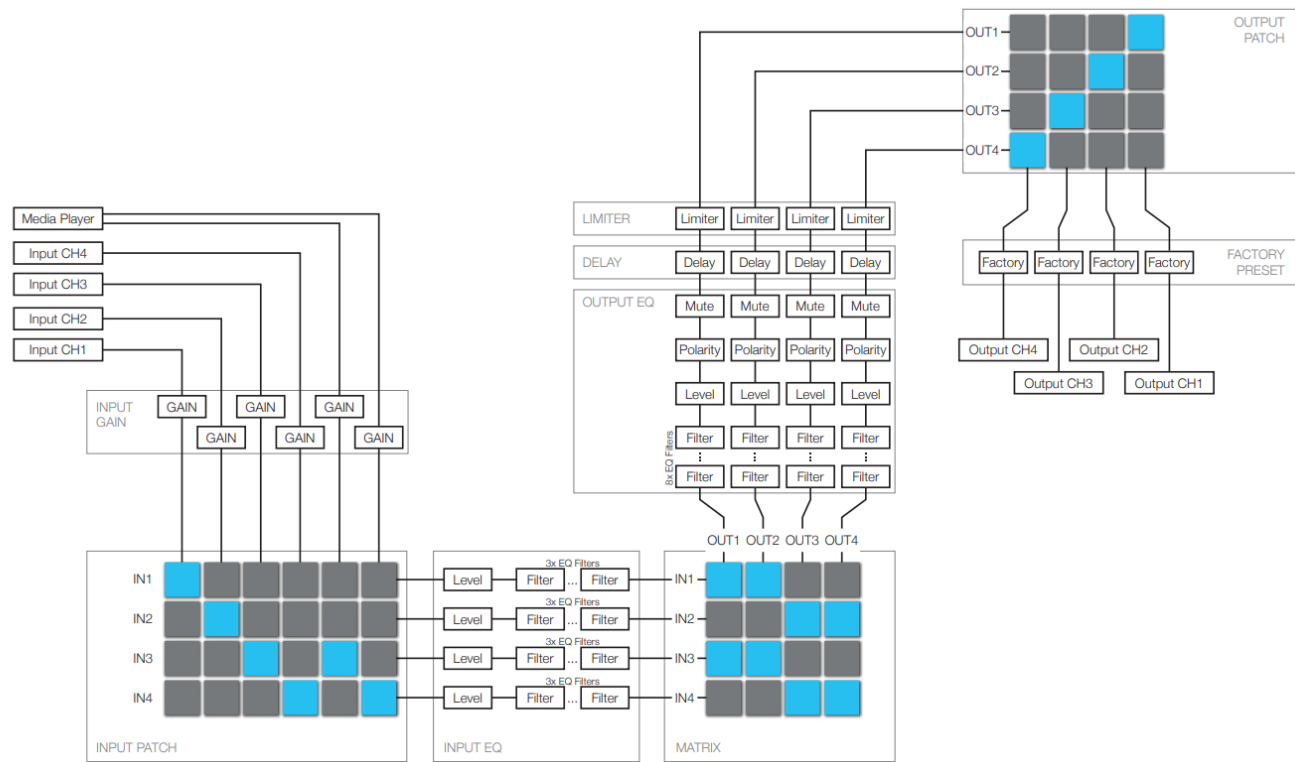 OUTPUT
PATCH
OUT1
OUT2
OUT3
OUT4
Media Player
Input CH4
Input CH3
Input CH2
Input CH1
LIMITER
Limiter Limiter Limiter Limiter
DELAY
Delay Delay Delay Delay
OUTPUT EQ
Mute Mute Mute Mute
Polarity Polarity Polarity Polarity
Level Level Level Level
8x EQ Filters
Filter Filter Filter Filter
Filter Filter Filter Filter
FACTORY
PRESET
Factory Factory Factory Factory
Output CH4 Output CH2
Output CH3 Output CH1
INPUT
GAIN
GAIN GAIN GAIN
GAIN GAIN GAIN
OUT1 OUT2 OUT3 OUT4
IN1
IN2
IN3
IN4
INPUT PATCH
3x EQ Filters
Level Filter ... Filter
3x EQ Filters
Level Filter ... Filter
3x EQ Filters
Level Filter ... Filter
3x EQ Filters
Level Filter ... Filter
INPUT EQ
IN1
IN2
IN3
IN4
MATRIX